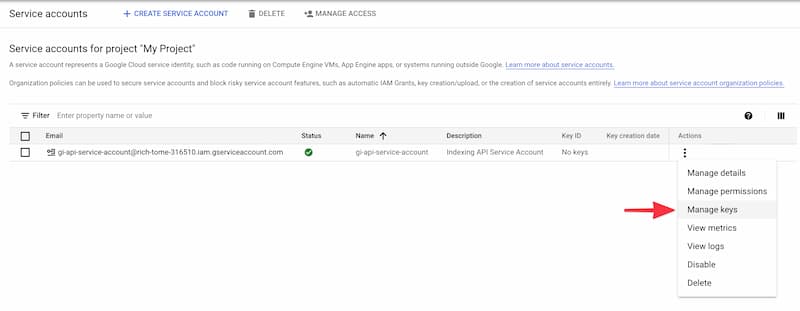 Service accounts + CREATE SERVICE ACCOUNT DELETE MANAGE ACCESS
Service accounts for project "My Project"
A service account represents a Google Cloud service identity, such as code running on Compute Engine VMs, App Engine apps, or systems running outside Google. Learn more about service accounts.
Organization policies can be used to secure service accounts and block risky service account features, such as automatic IAM Grants, key creation/upload, or the creation of service accounts entirely. Learn more about service account organization policies.
Filter Enter property name or value
Email Status Name Description Key ID Key creation date Actions
gi-api-service-account@rich-tome-316510.iam.gserviceaccount.com gi-api-service-account Indexing API Service Account No keys
Manage details
Manage permissions
Manage keys
View metrics
View logs
Disable
Delete